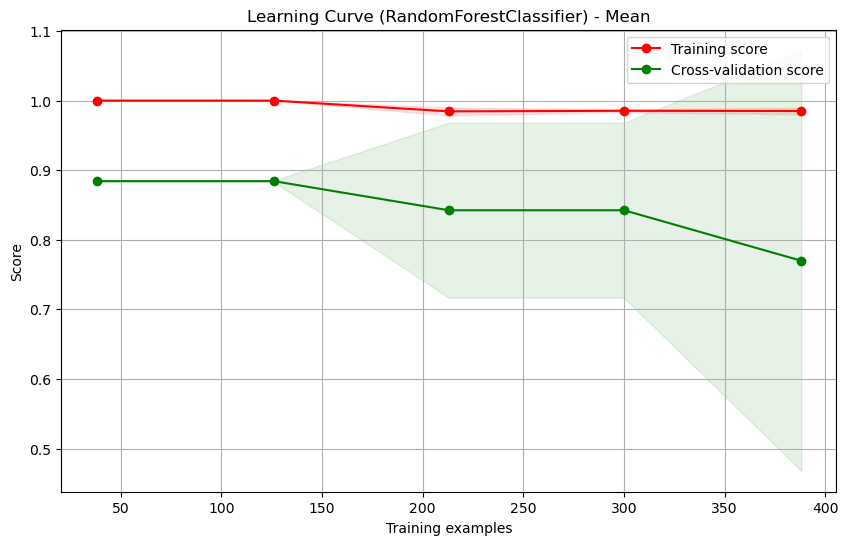 Learning Curve (RandomForestClassifier) - Mean
Training score
Cross-validation score
1.1
1.0
0.9
0.8
0.7
0.6
0.5
Score
50 100 150 200 250 300 350 400
Training examples